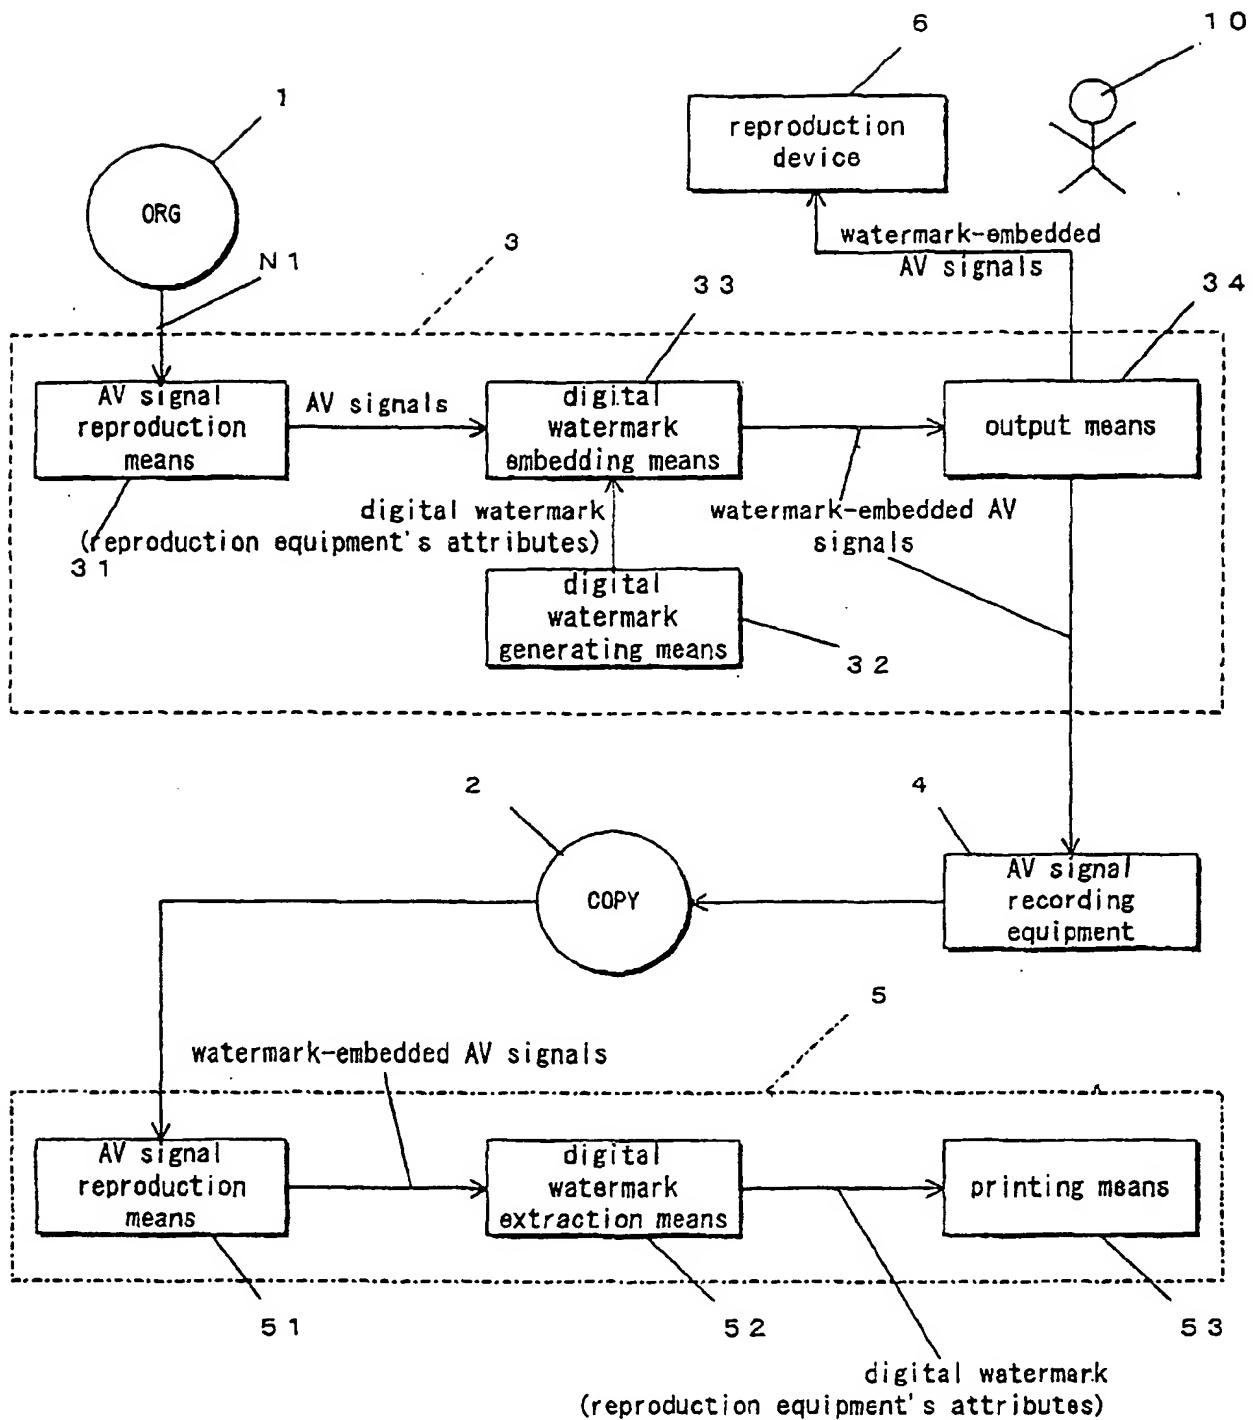 6
10
1
reproduction
device
ORG
watermark-embedded
AV signals
N1
3
33
34
AV signal
reproduction
means
AV signals
digital
watermark
embedding means
output means
digital watermark
(reproduction equipment's attributes)
watermark-embedded AV
signals
31
digital
watermark
generating means
32
2
4
COPY
AV signal
recording
equipment
5
watermark-embedded AV signals
AV signal
reproduction
means
digital
watermark
extraction means
printing means
51
52
53
digital watermark
(reproduction equipment's attributes)